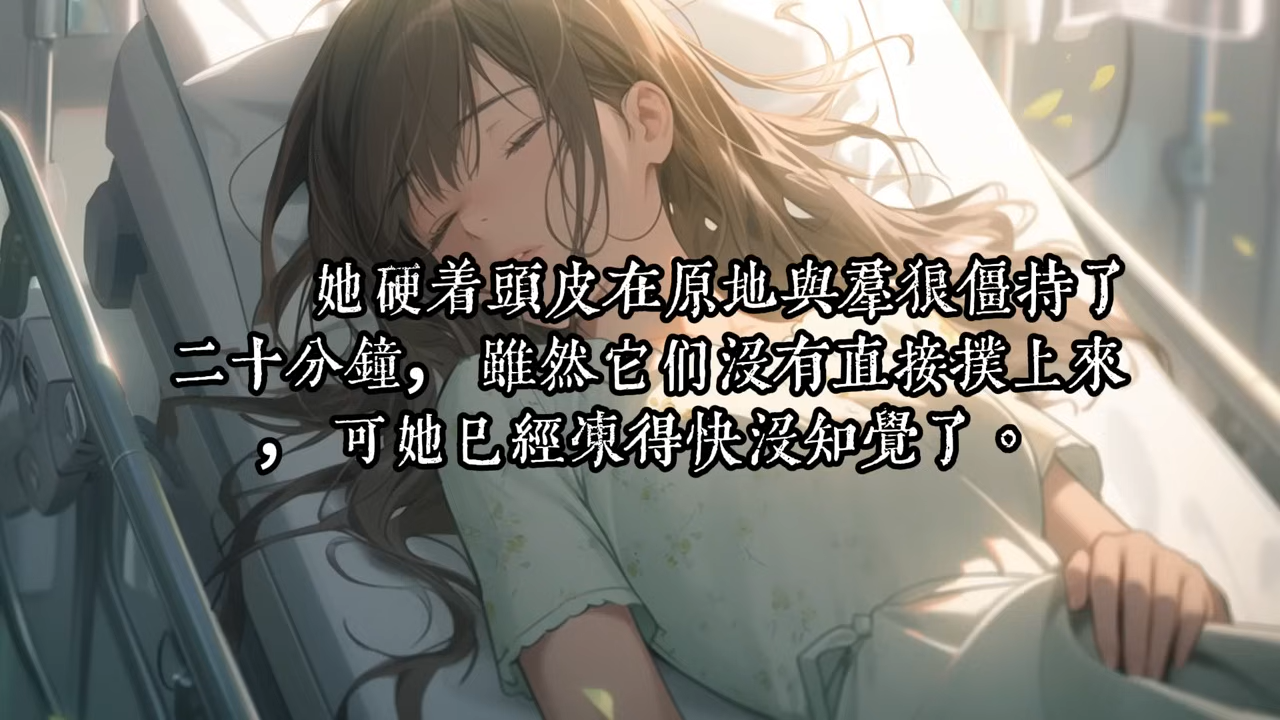 她硬着頭皮在原地與羣狼僵持了
二十分鐘， 雖然它们沒有直接撲上來
， 可她已經凍得快沒知覺了。